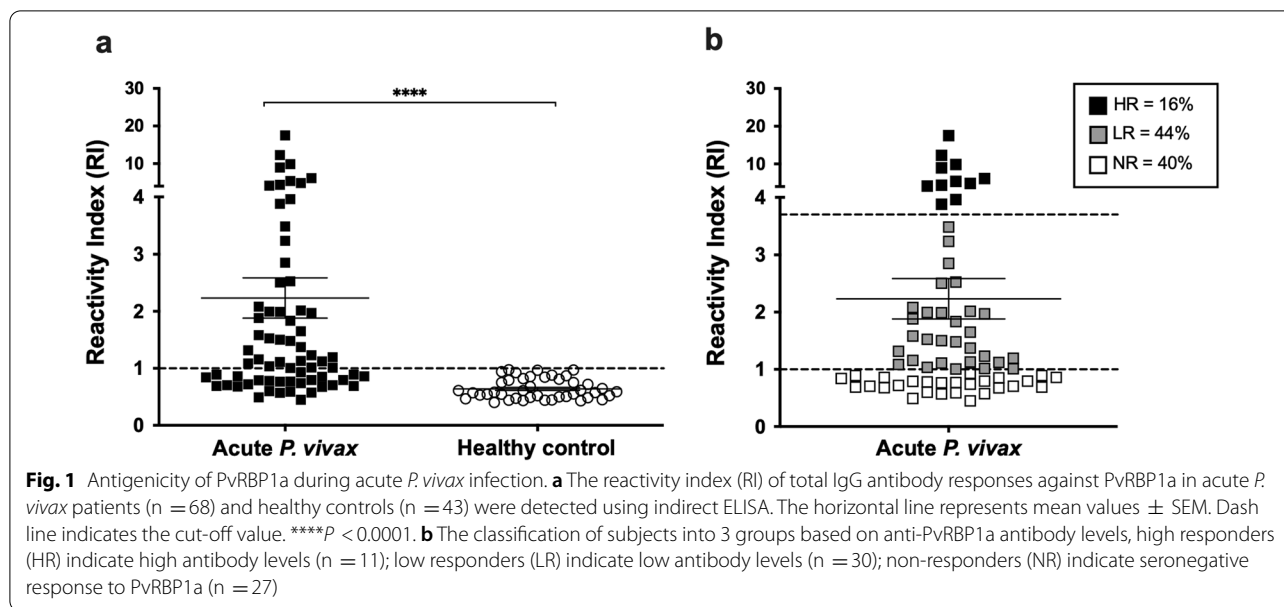 a
b
30
20
10
4
2
1
0
Reactivity Index (RI)
****
Acute P. vivax
Healthy control
30
20
10
4
2
1
0
Reactivity Index (RI)
HR = 16%
LR = 44%
NR = 40%
Acute P. vivax
Fig. 1 Antigenicity of PvRBP1a during acute P. vivax infection. a The reactivity index (RI) of total IgG antibody responses against PvRBP1a in acute P.
vivax patients (n = 68) and healthy controls (n = 43) were detected using indirect ELISA. The horizontal line represents mean values ± SEM. Dash
line indicates the cut-off value. ****P < 0.0001. b The classification of subjects into 3 groups based on anti-PvRBP1a antibody levels, high responders
(HR) indicate high antibody levels (n = 11); low responders (LR) indicate low antibody levels (n = 30); non-responders (NR) indicate seronegative
response to PvRBP1a (n = 27)